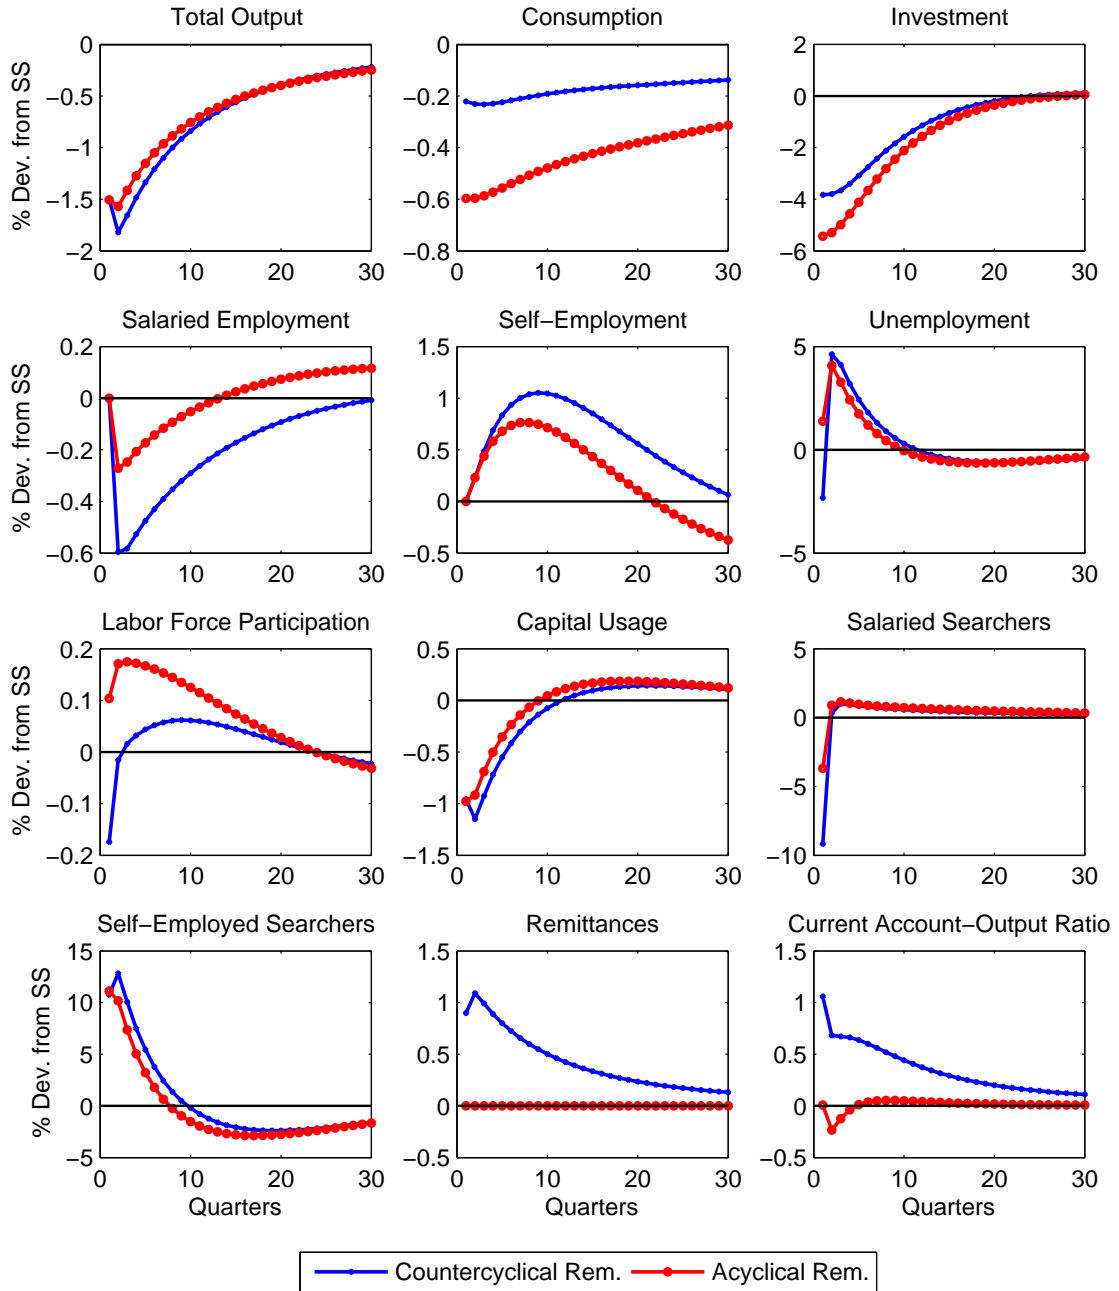 Total Output
Consumption
Investment
% Dev. from SS
0
−0.5
−1
−1.5
−2
0 10 20 30
0
−0.2
−0.4
−0.6
−0.8
0 10 20 30
2
0
−2
−4
−6
0 10 20 30
Salaried Employment
Self−Employment
Unemployment
% Dev. from SS
0.2
0
−0.2
−0.4
−0.6
0 10 20 30
1.5
1
0.5
0
−0.5
0 10 20 30
5
0
−5
0 10 20 30
Labor Force Participation
Capital Usage
Salaried Searchers
% Dev. from SS
0.2
0.1
0
−0.1
−0.2
0 10 20 30
0.5
0
−0.5
−1
−1.5
0 10 20 30
5
0
−5
−10
0 10 20 30
Self−Employed Searchers
Remittances
Current Account−Output Ratio
% Dev. from SS
15
10
5
0
−5
0 10 20 30
Quarters
1.5
1
0.5
0
−0.5
0 10 20 30
Quarters
1.5
1
0.5
0
−0.5
0 10 20 30
Quarters
Countercyclical Rem.
Acyclical Rem.